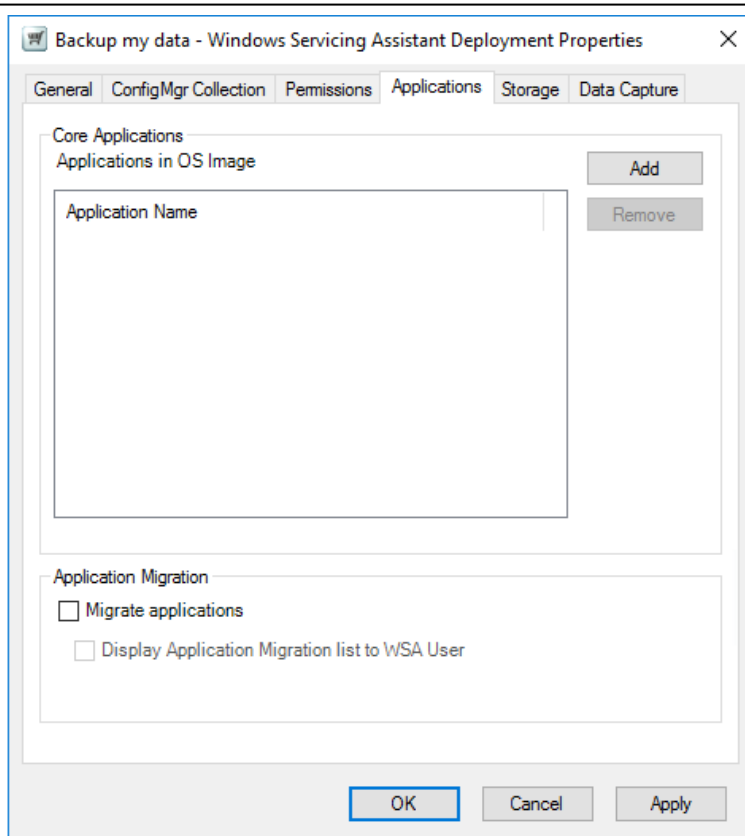 Backup my data - Windows Servicing Assistant Deployment Properties
General ConfigMgr Collection Permissions Applications Storage Data Capture
Core Applications
Applications in OS Image
Add
Application Name
Remove
Application Migration
Migrate applications
Display Application Migration list to WSA User
OK Cancel Apply